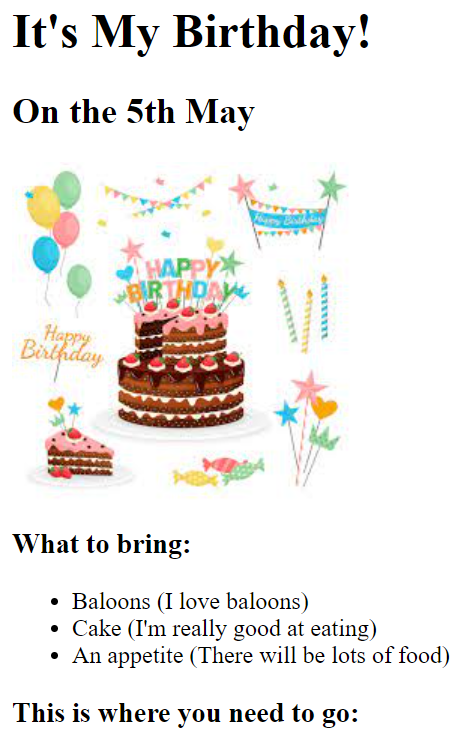 It's My Birthday!
On the 5th May
Happy Birthday
HAPPY
BIRTHDAY
Happy
Birthday
What to bring:
• Baloons (I love baloons)
• Cake (I'm really good at eating)
• An appetite (There will be lots of food)
This is where you need to go: